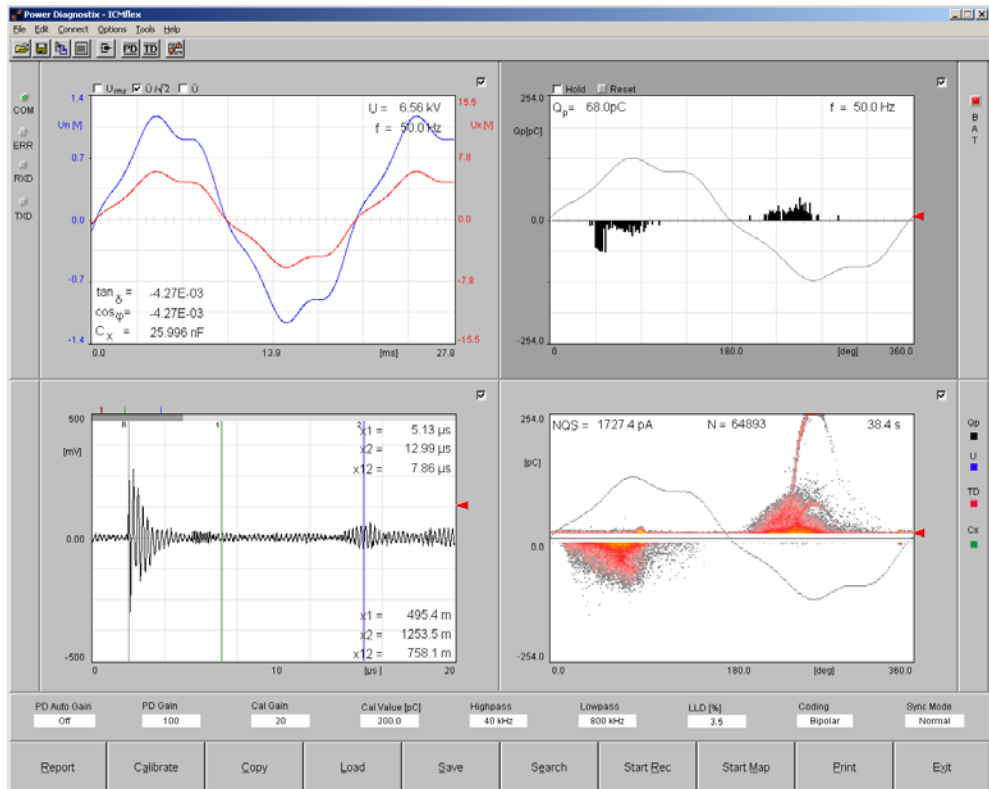 Power Diagnostix - ICMflex
File Edit Connect Options Tools Help
PD TD
COM
ERR
RXD
TXD
Urms Û/√2 Û
1.4
Un [V]
0.7
0.0
-0.7
-1.4
U = 6.56 kV
f = 50.0 Hz
15.5
Ux [V]
7.8
0.0
-7.8
-15.5
tan δ = -4.27E-03
cosφ= -4.27E-03
CX = 25.996 nF
0.0 13.9 [ms] 27.8
Hold Reset
254.0
Qp= 68.0pC f = 50.0 Hz
Qp[pC]
0.0
-254.0
0 180.0 [deg] 360.0
BAT
500
[mV]
0.00
-500
R 1 2
x1 = 5.13 µs
x2 = 12.99 µs
x12 = 7.86 µs
x1 = 495.4 m
x2 = 1253.5 m
x12 = 758.1 m
0 10 [µs] 20
254.0
NQS = 1727.4 pA N = 64893 38.4 s
[pC]
0.0
-254.0
0.0 180.0 [deg] 360.0
Qp
U
TD
Cx
PD Auto Gain PD Gain Cal Gain Cal Value [pC] Highpass Lowpass LLD [%] Coding Sync Mode
Off 100 20 200.0 40 kHz 800 kHz 3.5 Bipolar Normal
Report Calibrate Copy Load Save Search Start Rec Start Map Print Exit